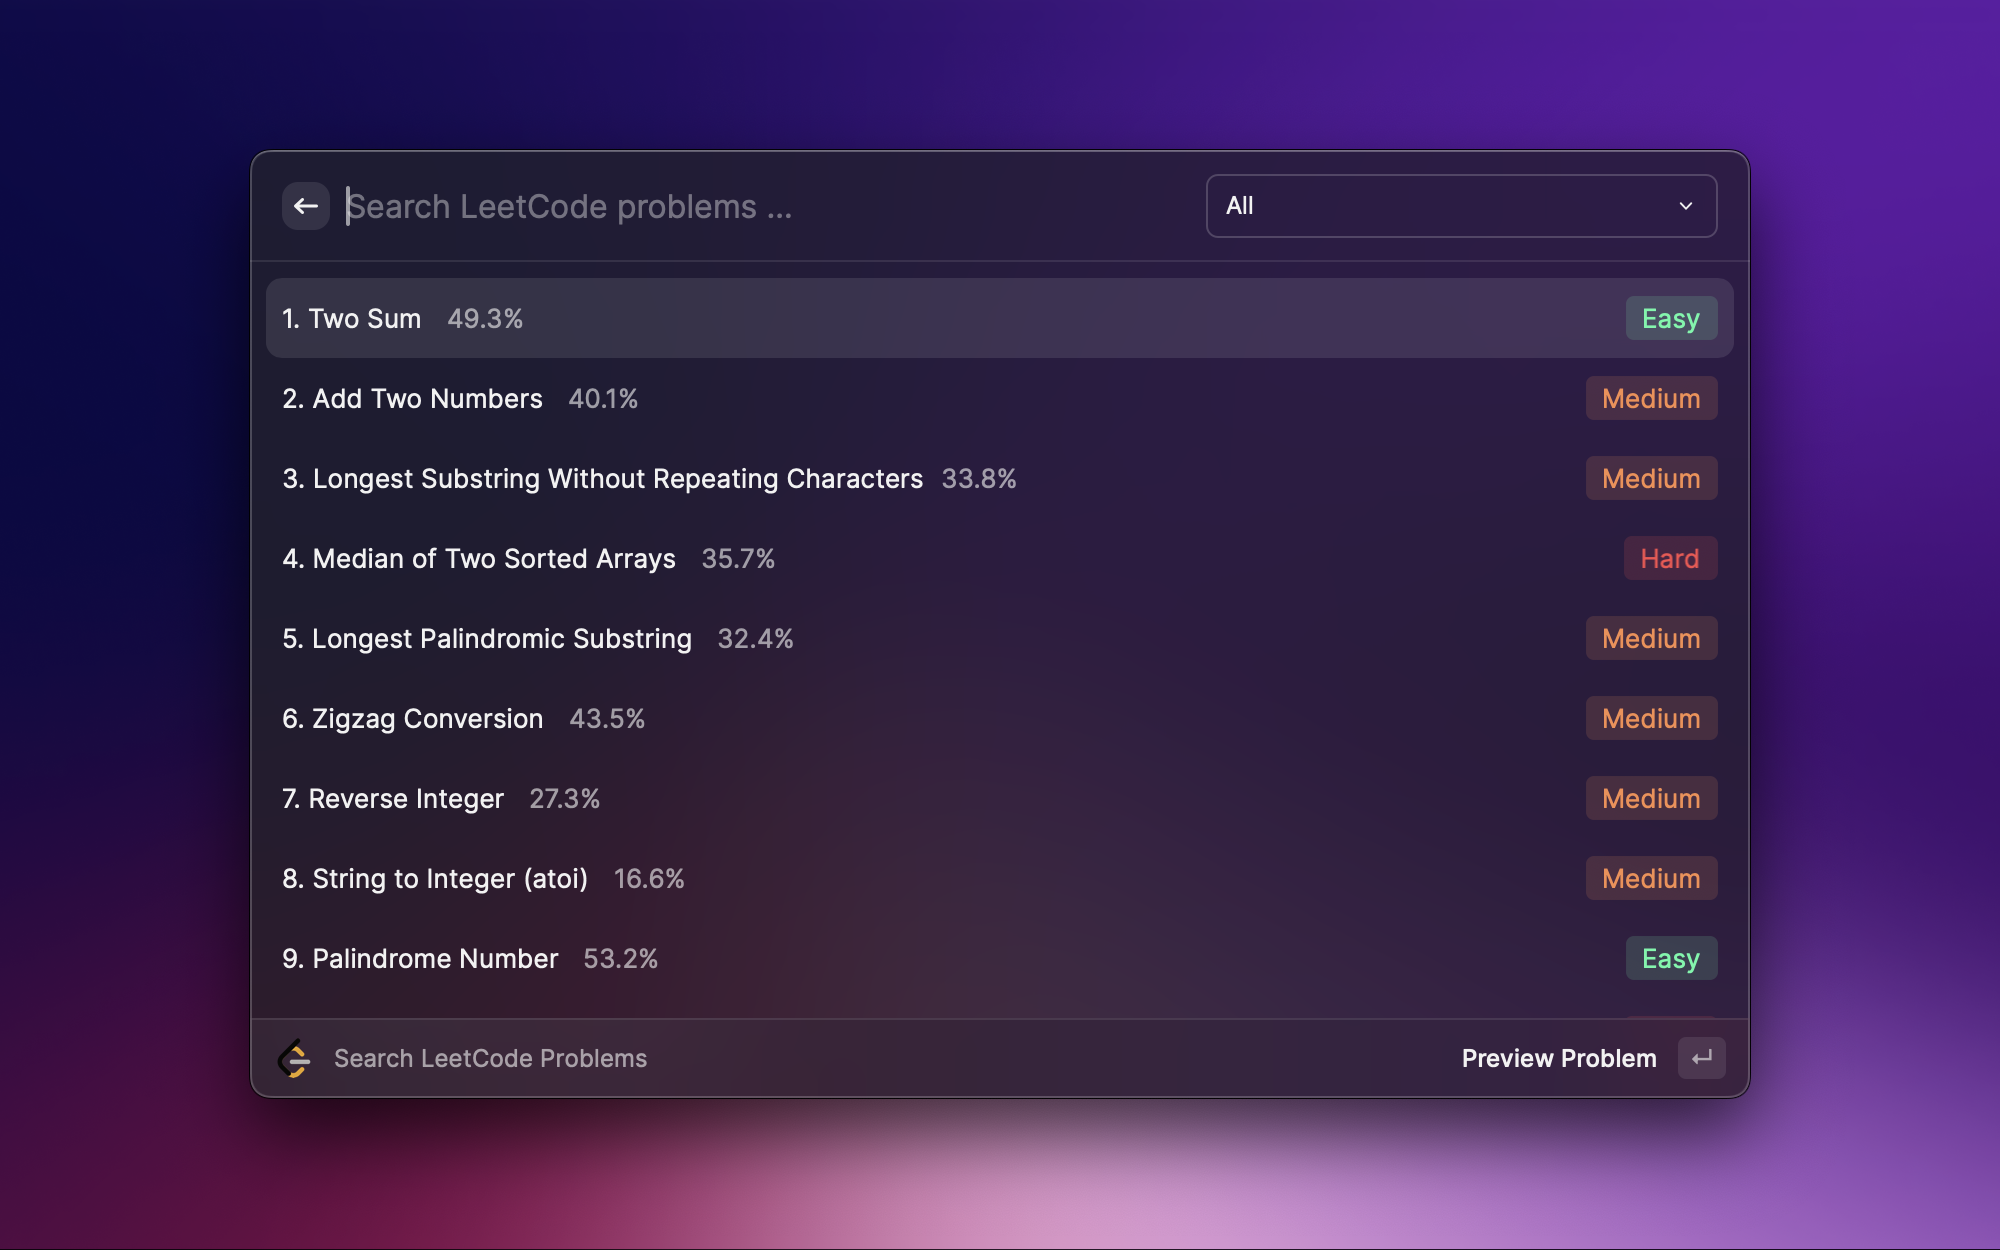 Search LeetCode problems ...
All
1. Two Sum 49.3% Easy
2. Add Two Numbers 40.1% Medium
3. Longest Substring Without Repeating Characters 33.8% Medium
4. Median of Two Sorted Arrays 35.7% Hard
5. Longest Palindromic Substring 32.4% Medium
6. Zigzag Conversion 43.5% Medium
7. Reverse Integer 27.3% Medium
8. String to Integer (atoi) 16.6% Medium
9. Palindrome Number 53.2% Easy
Search LeetCode Problems
Preview Problem